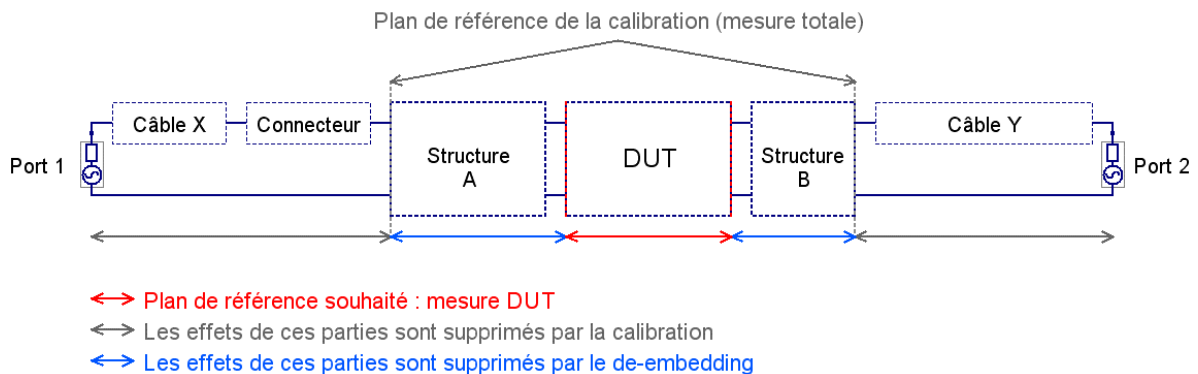 Plan de référence de la calibration (mesure totale)
Port 1
Câble X
Connecteur
Structure
A
DUT
Structure
B
Câble Y
Port 2
Plan de référence souhaité : mesure DUT
Les effets de ces parties sont supprimés par la calibration
Les effets de ces parties sont supprimés par le de-embedding